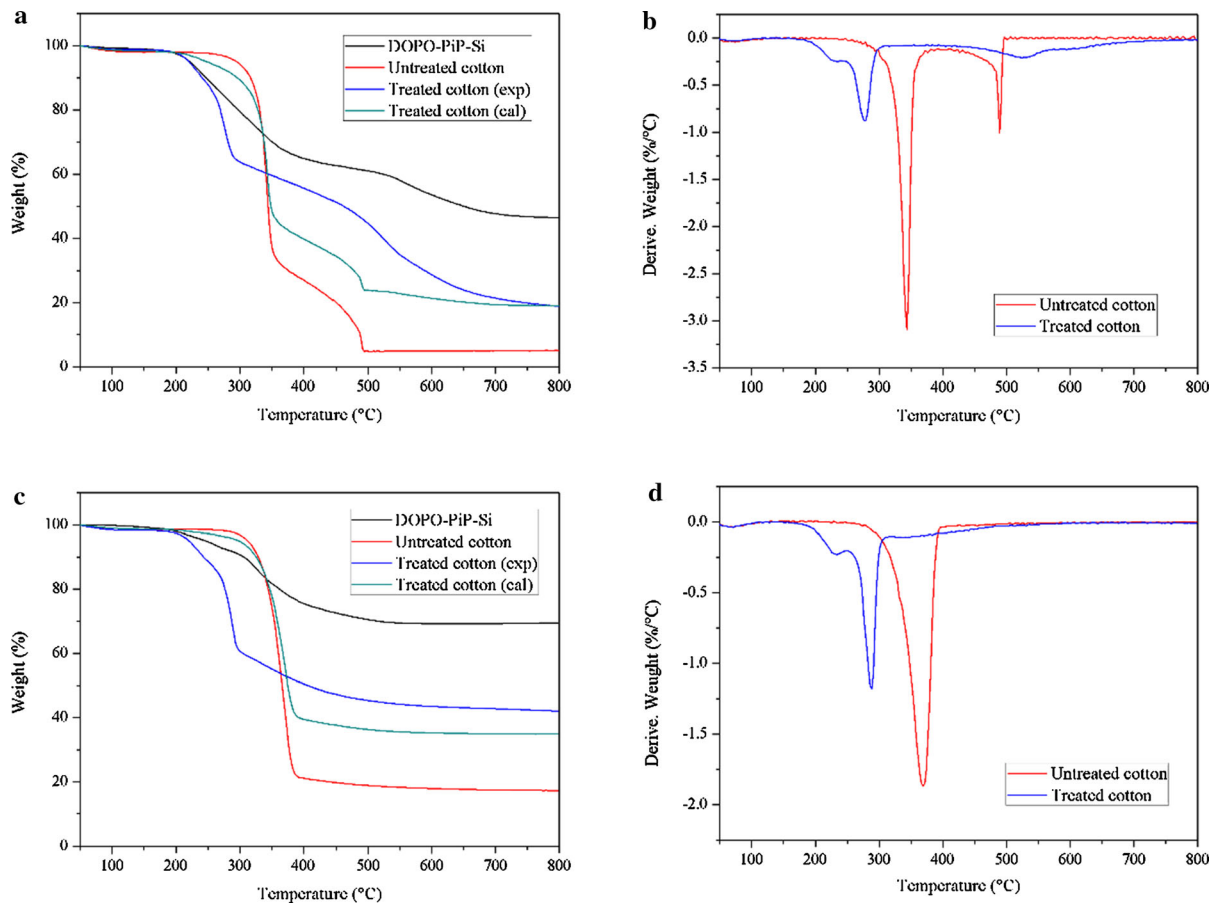 a
100
80
60
40
20
0
Weight (%)
100 200 300 400 500 600 700 800
Temperature (°C)
DOPO-PiP-Si
Untreated cotton
Treated cotton (exp)
Treated cotton (cal)
b
0.0
-0.5
-1.0
-1.5
-2.0
-2.5
-3.0
-3.5
Derive. Weight (%/°C)
100 200 300 400 500 600 700 800
Temperature (°C)
Untreated cotton
Treated cotton
c
100
80
60
40
20
0
Weight (%)
100 200 300 400 500 600 700 800
Temperature (°C)
DOPO-PiP-Si
Untreated cotton
Treated cotton (exp)
Treated cotton (cal)
d
0.0
-0.5
-1.0
-1.5
-2.0
Derive. Weught (%/°C)
100 200 300 400 500 600 700 800
Temperature (°C)
Untreated cotton
Treated cotton